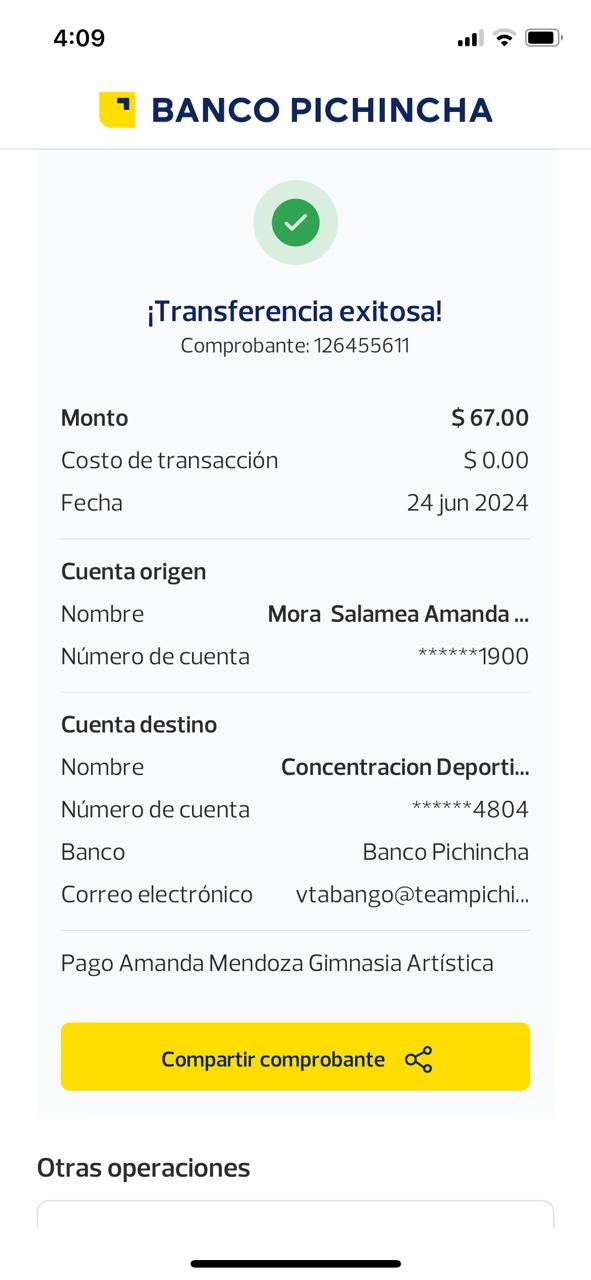 4:09
BANCO PICHINCHA
¡Transferencia exitosa!
Comprobante: 126455611
Monto $ 67.00
Costo de transacción $ 0.00
Fecha 24 jun 2024
Cuenta origen
Nombre Mora  Salamea Amanda ...
Número de cuenta ******1900
Cuenta destino
Nombre Concentracion Deporti...
Número de cuenta ******4804
Banco Banco Pichincha
Correo electrónico vtabango@teampichi...
Pago Amanda Mendoza Gimnasia Artística
Compartir comprobante
Otras operaciones